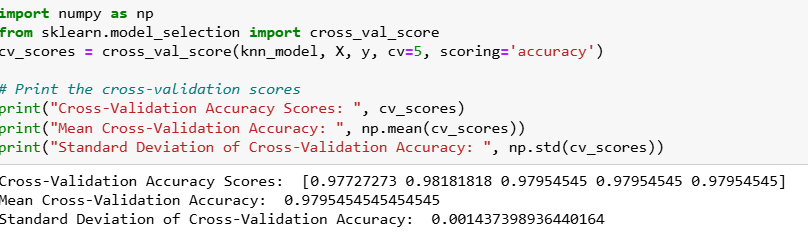 import numpy as np
from sklearn.model_selection import cross_val_score
cv_scores = cross_val_score(knn_model, X, y, cv=5, scoring='accuracy')
# Print the cross-validation scores
print("Cross-Validation Accuracy Scores: ", cv_scores)
print("Mean Cross-Validation Accuracy: ", np.mean(cv_scores))
print("Standard Deviation of Cross-Validation Accuracy: ", np.std(cv_scores))
Cross-Validation Accuracy Scores:  [0.97727273 0.98181818 0.97954545 0.97954545 0.97954545]
Mean Cross-Validation Accuracy:  0.9795454545454545
Standard Deviation of Cross-Validation Accuracy:  0.001437398936440164